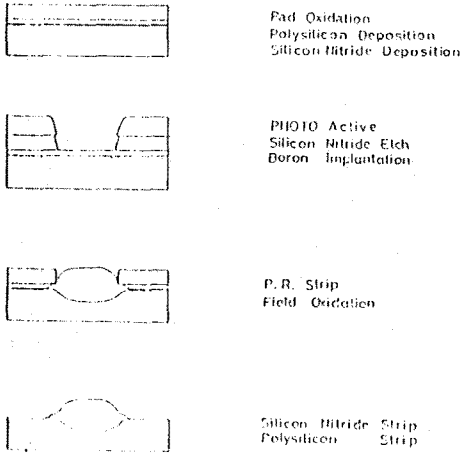 Pad Oxidation
Polysilicon Deposition
Silicon Nitride Deposition
PHOTO Active
Silicon Nitride Etch
Boron Implantation
P.R. Strip
Field Oxidation
Silicon Nitride Strip
Polysilicon Strip